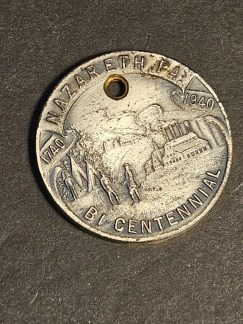 NAZARETH PA.
1740
1940
BI CENTENNIAL